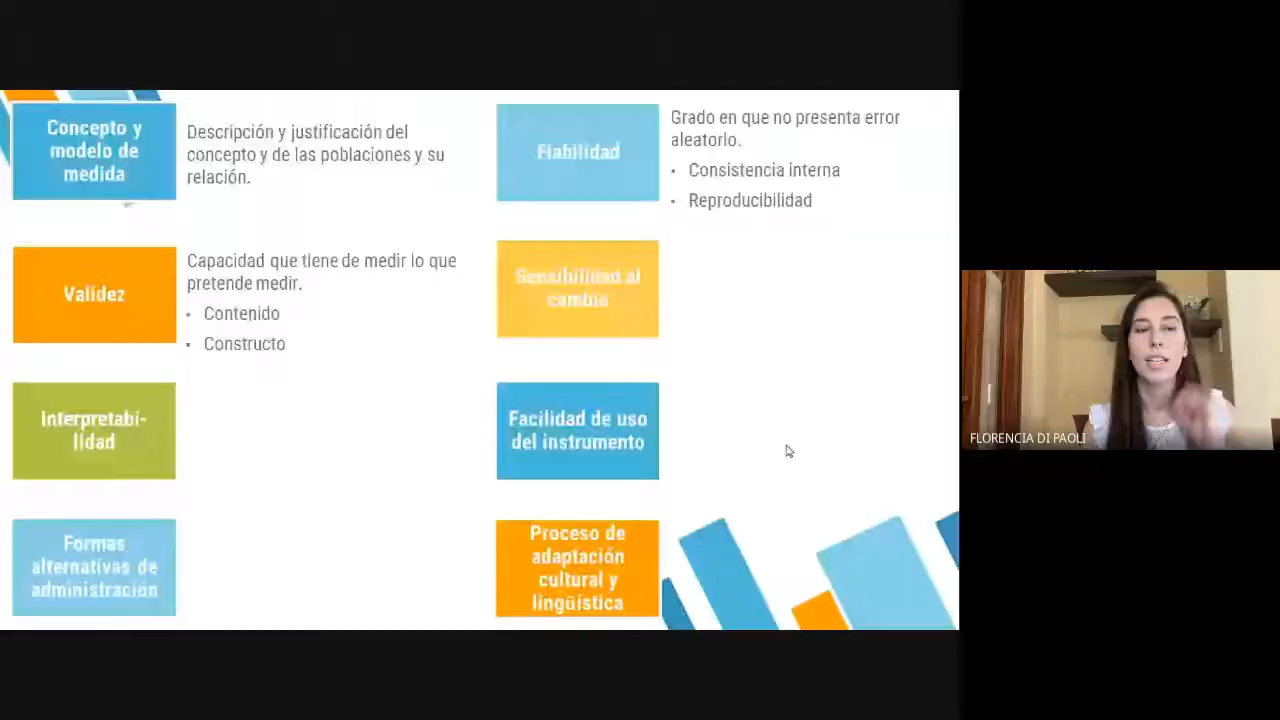 Concepto y
modelo de
medida
Descripción y justificación del
concepto y de las poblaciones y su
relación.
Fiabilidad
Grado en que no presenta error
aleatorio.
• Consistencia interna
• Reproducibilidad
Validez
Capacidad que tiene de medir lo que
pretende medir.
• Contenido
• Constructo
Sensibilidad al
cambio
Interpretabi-
lidad
Facilidad de uso
del instrumento
Formas
alternativas de
administración
Proceso de
adaptación
cultural y
lingüística
FLORENCIA DI PAOLI